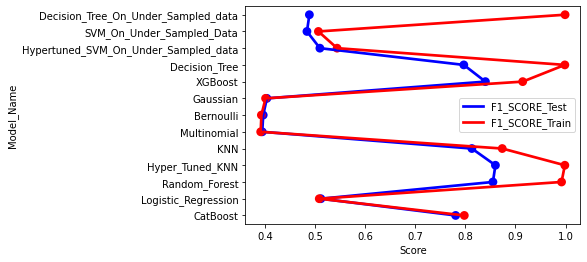 Decision_Tree_On_Under_Sampled_data
SVM_On_Under_Sampled_Data
Hypertuned_SVM_On_Under_Sampled_data
Decision_Tree
XGBoost
Gaussian
Bernoulli
Multinomial
KNN
Hyper_Tuned_KNN
Random_Forest
Logistic_Regression
CatBoost
Model_Name
F1_SCORE_Test
F1_SCORE_Train
0.4 0.5 0.6 0.7 0.8 0.9 1.0
Score